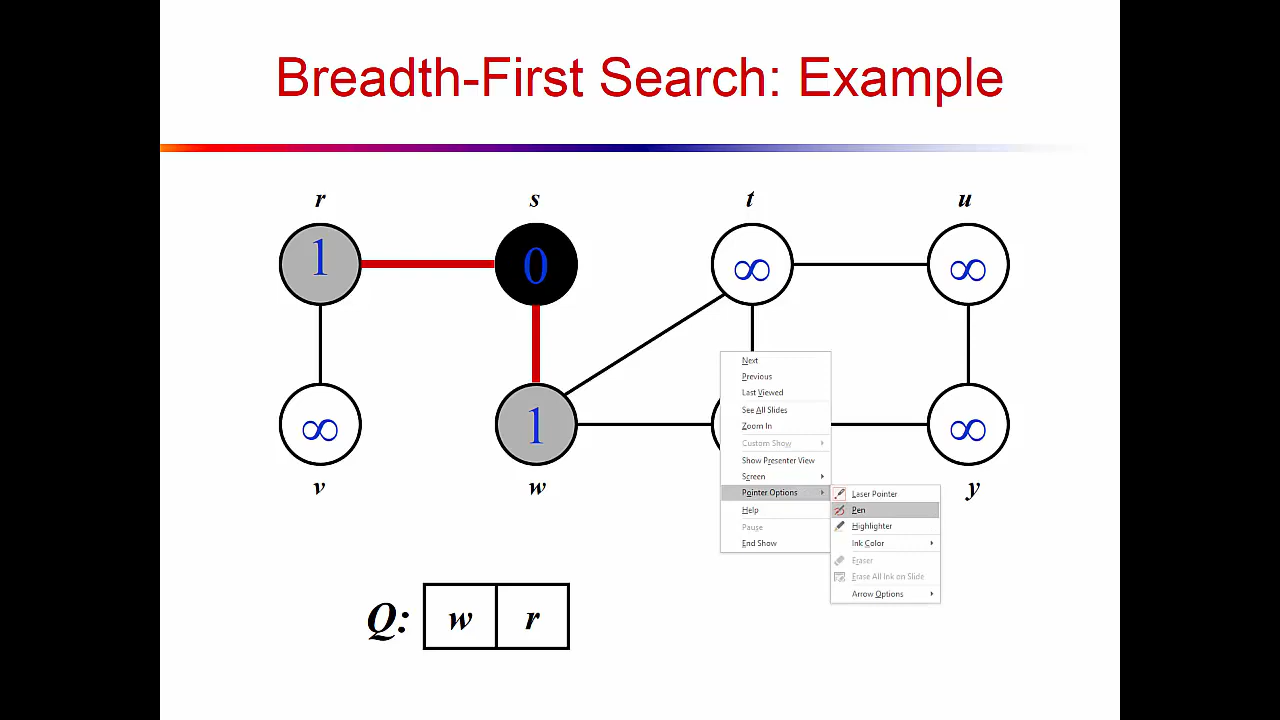 Breadth-First Search: Example
r s t u
1 0 ∞ ∞
∞ 1 ∞
v w y
Next
Previous
Last Viewed
See All Slides
Zoom In
Custom Show
Show Presenter View
Screen
Pointer Options
Help
Pause
End Show
Laser Pointer
Pen
Highlighter
Ink Color
Eraser
Erase All Ink on Slide
Arrow Options
Q: w r